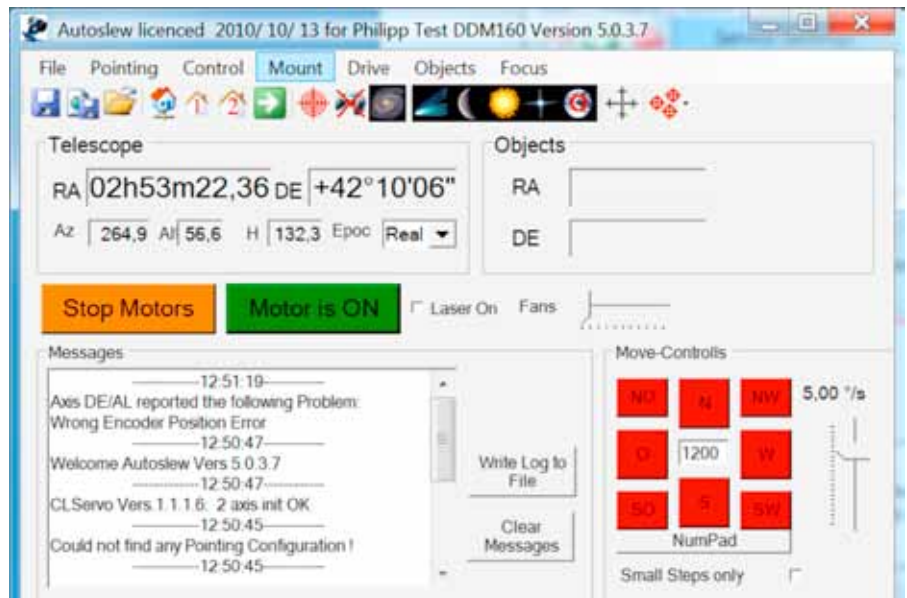 Autoslew licenced 2010/ 10/ 13 for Philipp Test DDM160 Version 5.0.3.7
File Pointing Control Mount Drive Objects Focus
Telescope
RA 02h53m22,36 DE +42°10'06"
Az 264,9 Al 56,6 H 132,3 Epoc Real
Objects
RA
DE
Stop Motors Motor is ON Laser On Fans
Messages
12:51:19
Axis DE/AL reported the following Problem:
Wrong Encoder Position Error
12:50:47
Welcome Autoslew Vers 5.0.3.7
12:50:47
CLServo Vers.1.1.1.6: 2 axis init OK
12:50:45
Could not find any Pointing Configuration !
12:50:45
Write Log to
File
Clear
Messages
Move-Controlls
NO N NW 5,00 °/s
O 1200 W
SO S SW
NumPad
Small Steps only